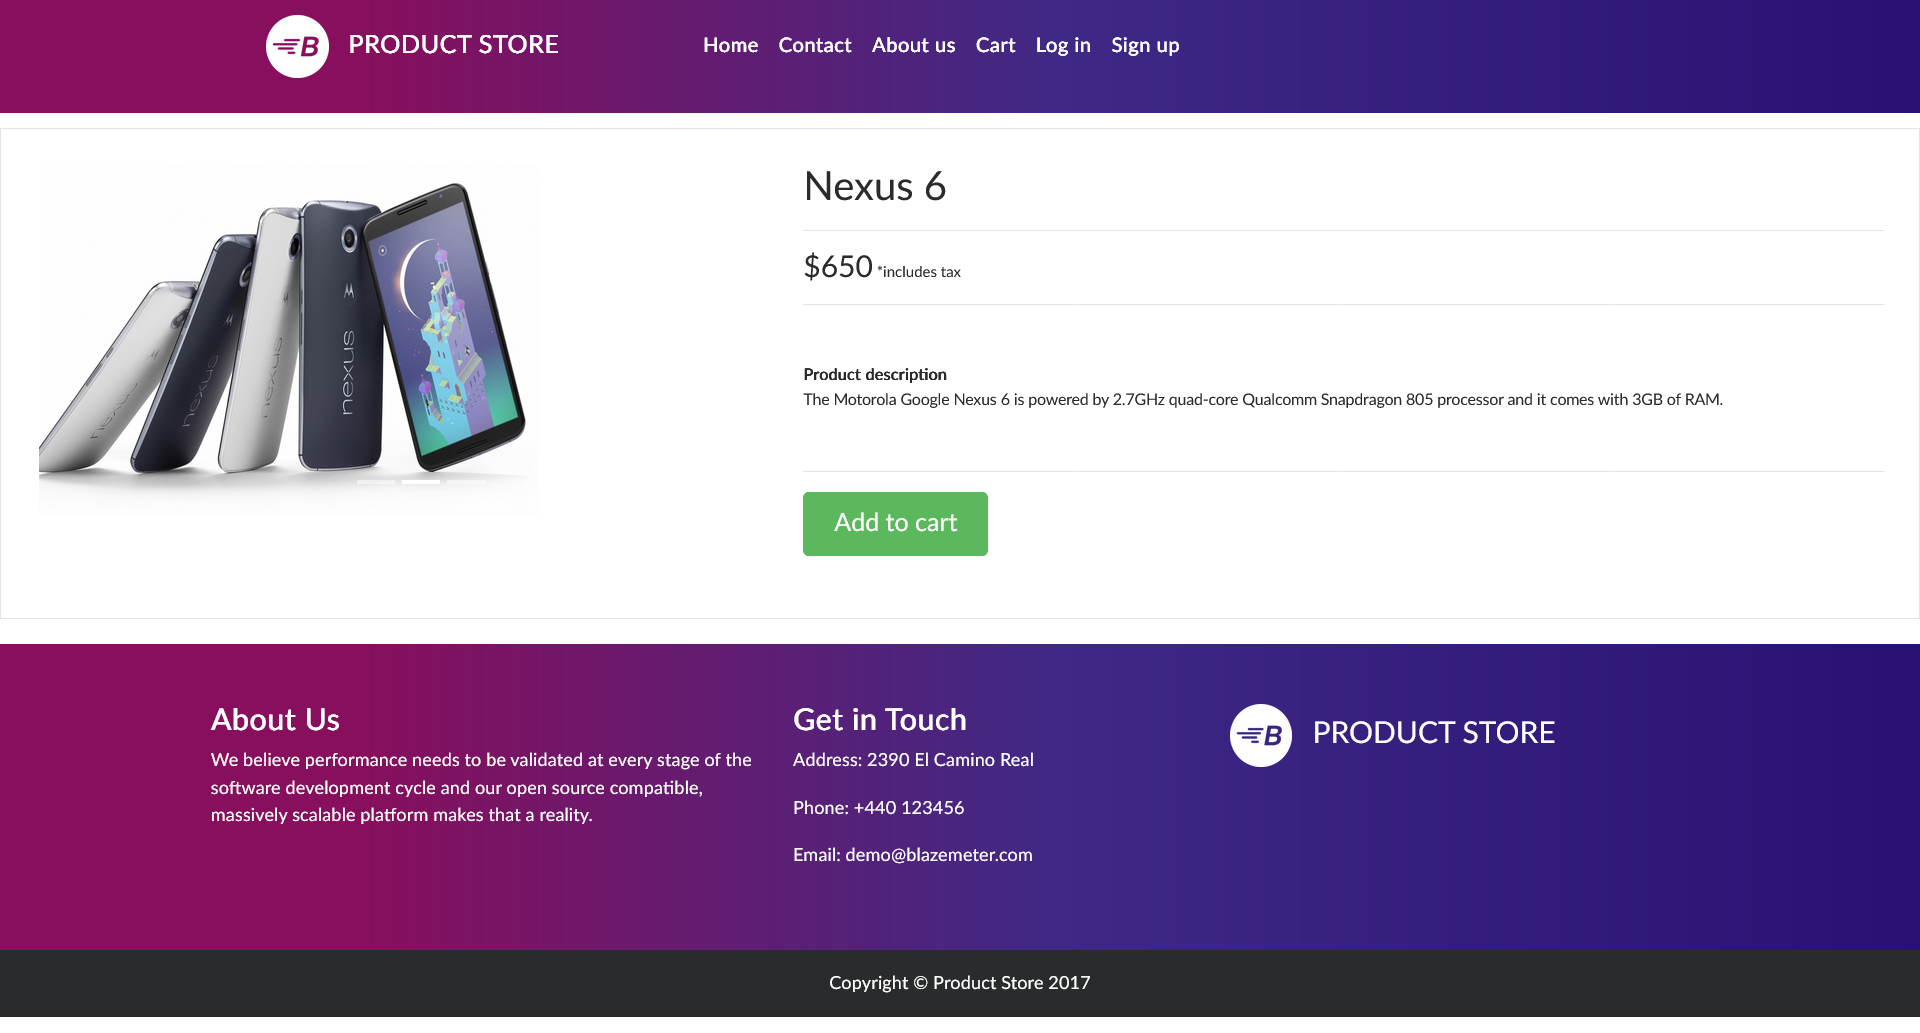 B PRODUCT STORE
Home Contact About us Cart Log in Sign up
Nexus 6
$650 *includes tax
Product description
The Motorola Google Nexus 6 is powered by 2.7GHz quad-core Qualcomm Snapdragon 805 processor and it comes with 3GB of RAM.
nexus
nexus
nexus
nexus
Add to cart
About Us
We believe performance needs to be validated at every stage of the
software development cycle and our open source compatible,
massively scalable platform makes that a reality.
Get in Touch
Address: 2390 El Camino Real
Phone: +440 123456
Email: demo@blazemeter.com
B PRODUCT STORE
Copyright © Product Store 2017